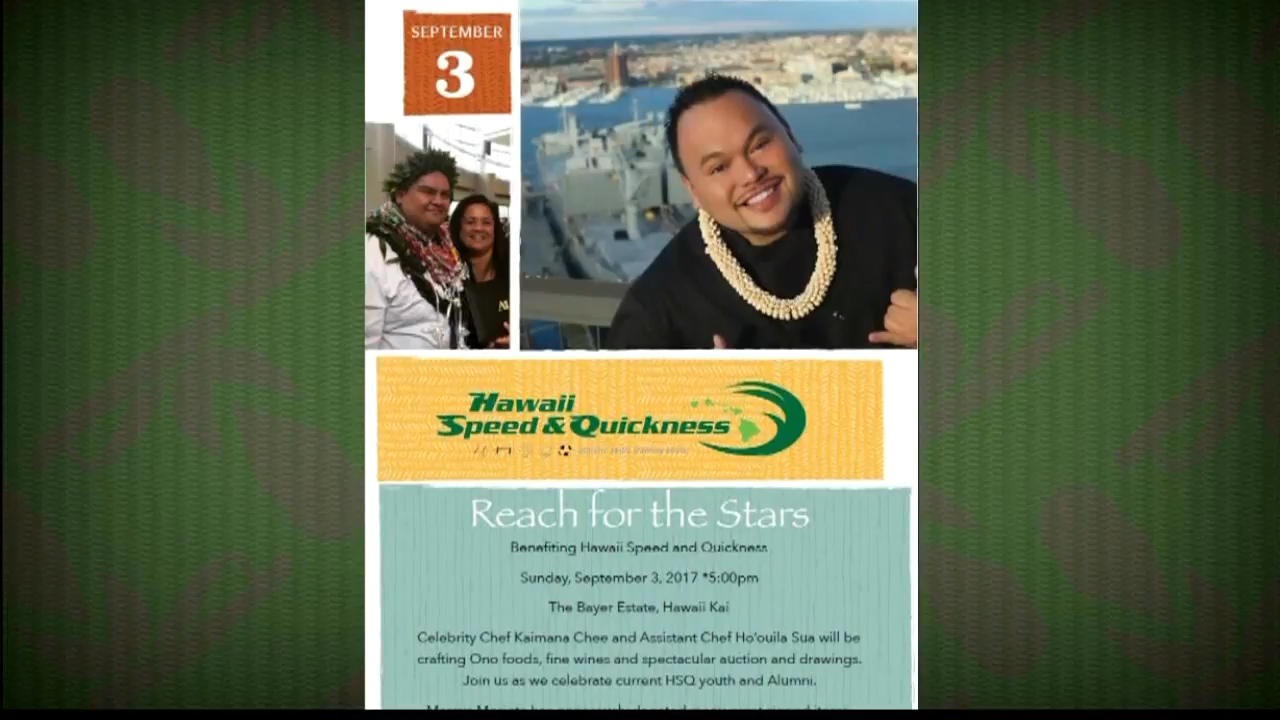 SEPTEMBER
3
Hawaii
Speed & Quickness
Reach for the Stars
Benefiting Hawaii Speed and Quickness
Sunday, September 3, 2017 *5:00pm
The Bayer Estate, Hawaii Kai
Celebrity Chef Kaimana Chee and Assistant Chef Ho'ouila Sua will be
crafting Ono foods, fine wines and spectacular auction and drawings.
Join us as we celebrate current HSQ youth and Alumni.